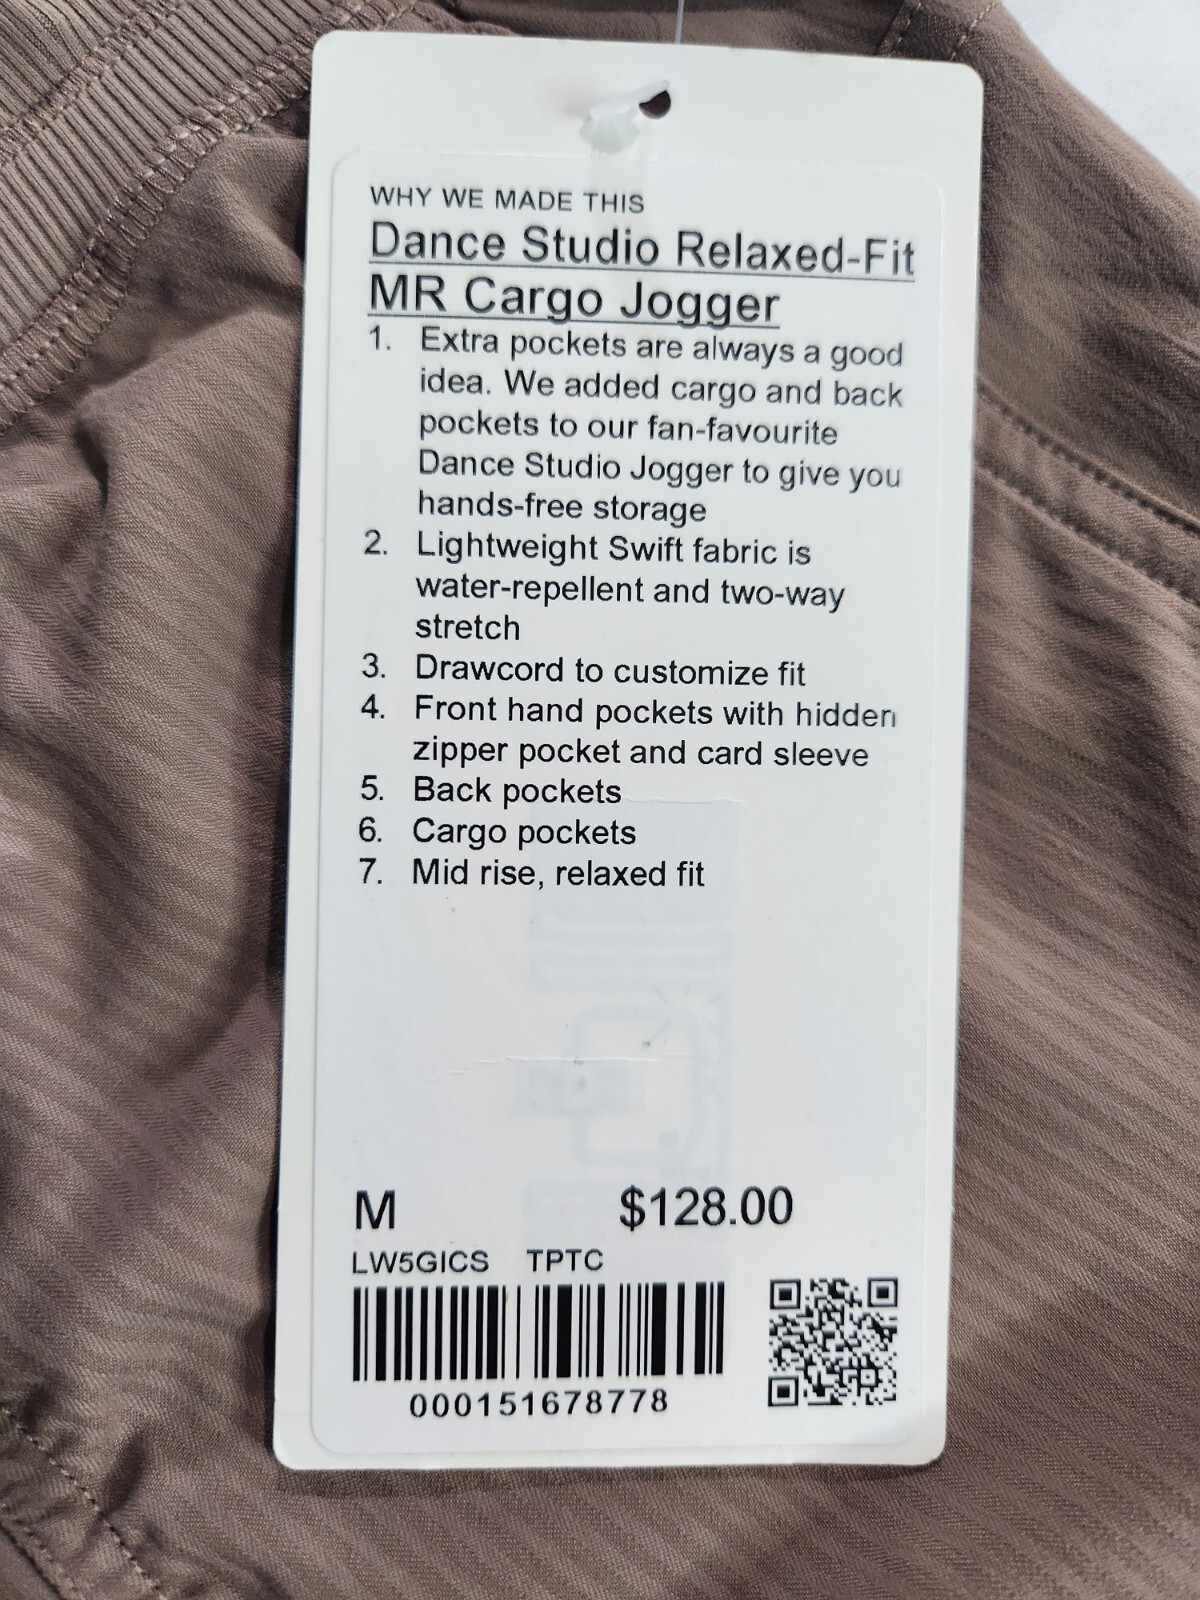 WHY WE MADE THIS
Dance Studio Relaxed-Fit
MR Cargo Jogger
1. Extra pockets are always a good
idea. We added cargo and back
pockets to our fan-favourite
Dance Studio Jogger to give you
hands-free storage
2. Lightweight Swift fabric is
water-repellent and two-way
stretch
3. Drawcord to customize fit
4. Front hand pockets with hidden
zipper pocket and card sleeve
5. Back pockets
6. Cargo pockets
7. Mid rise, relaxed fit
M $128.00
LW5GICS TPTC
000151678778